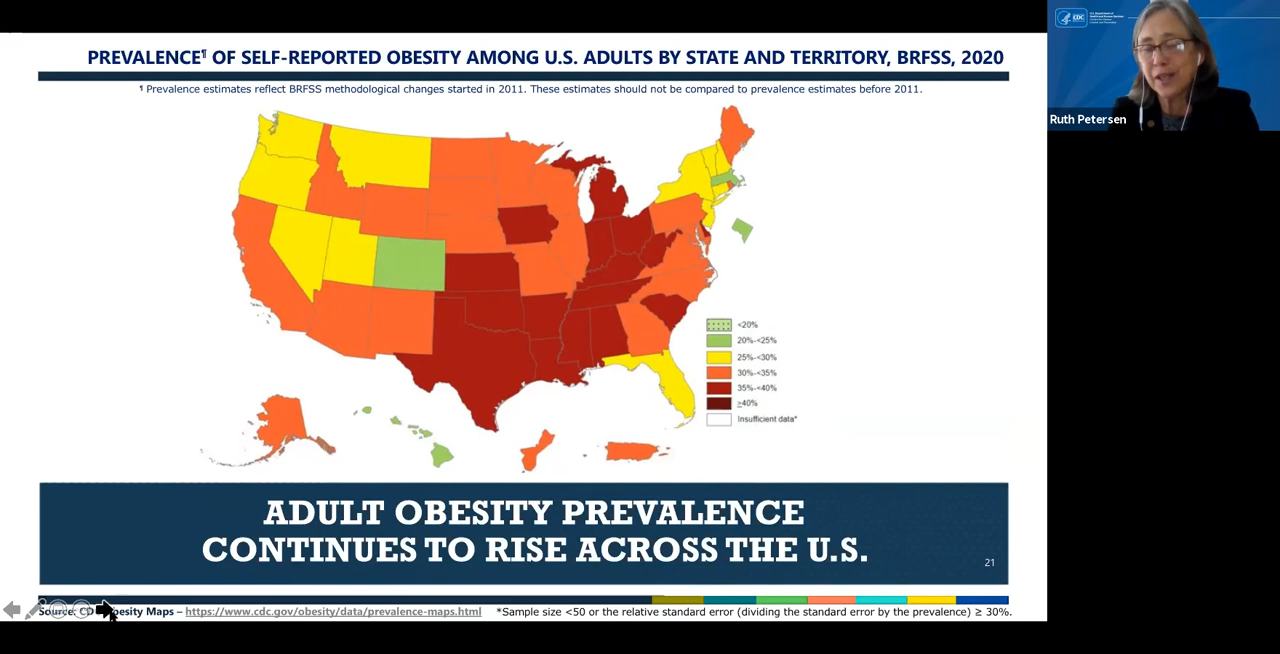 PREVALENCE¶ OF SELF-REPORTED OBESITY AMONG U.S. ADULTS BY STATE AND TERRITORY, BRFSS, 2020
¶ Prevalence estimates reflect BRFSS methodological changes started in 2011. These estimates should not be compared to prevalence estimates before 2011.
CDC
Ruth Petersen
<20%
20%-<25%
25%-<30%
30%-<35%
35%-<40%
≥40%
Insufficient data*
ADULT OBESITY PREVALENCE
CONTINUES TO RISE ACROSS THE U.S.
21
Source: Obesity Maps – https://www.cdc.gov/obesity/data/prevalence-maps.html
*Sample size <50 or the relative standard error (dividing the standard error by the prevalence) ≥ 30%.